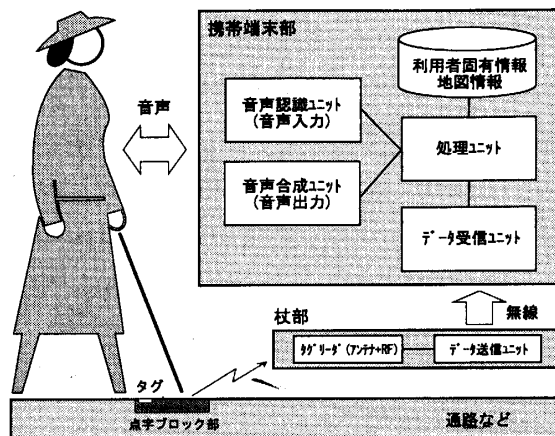 携帯端末部
利用者固有情報
地図情報
音声
音声認識ユニット
(音声入力)
処理ユニット
音声合成ユニット
(音声出力)
データ受信ユニット
無線
杖部
タグリーダ(アンテナ+RF)
データ送信ユニット
タグ
点字ブロック部
通路など